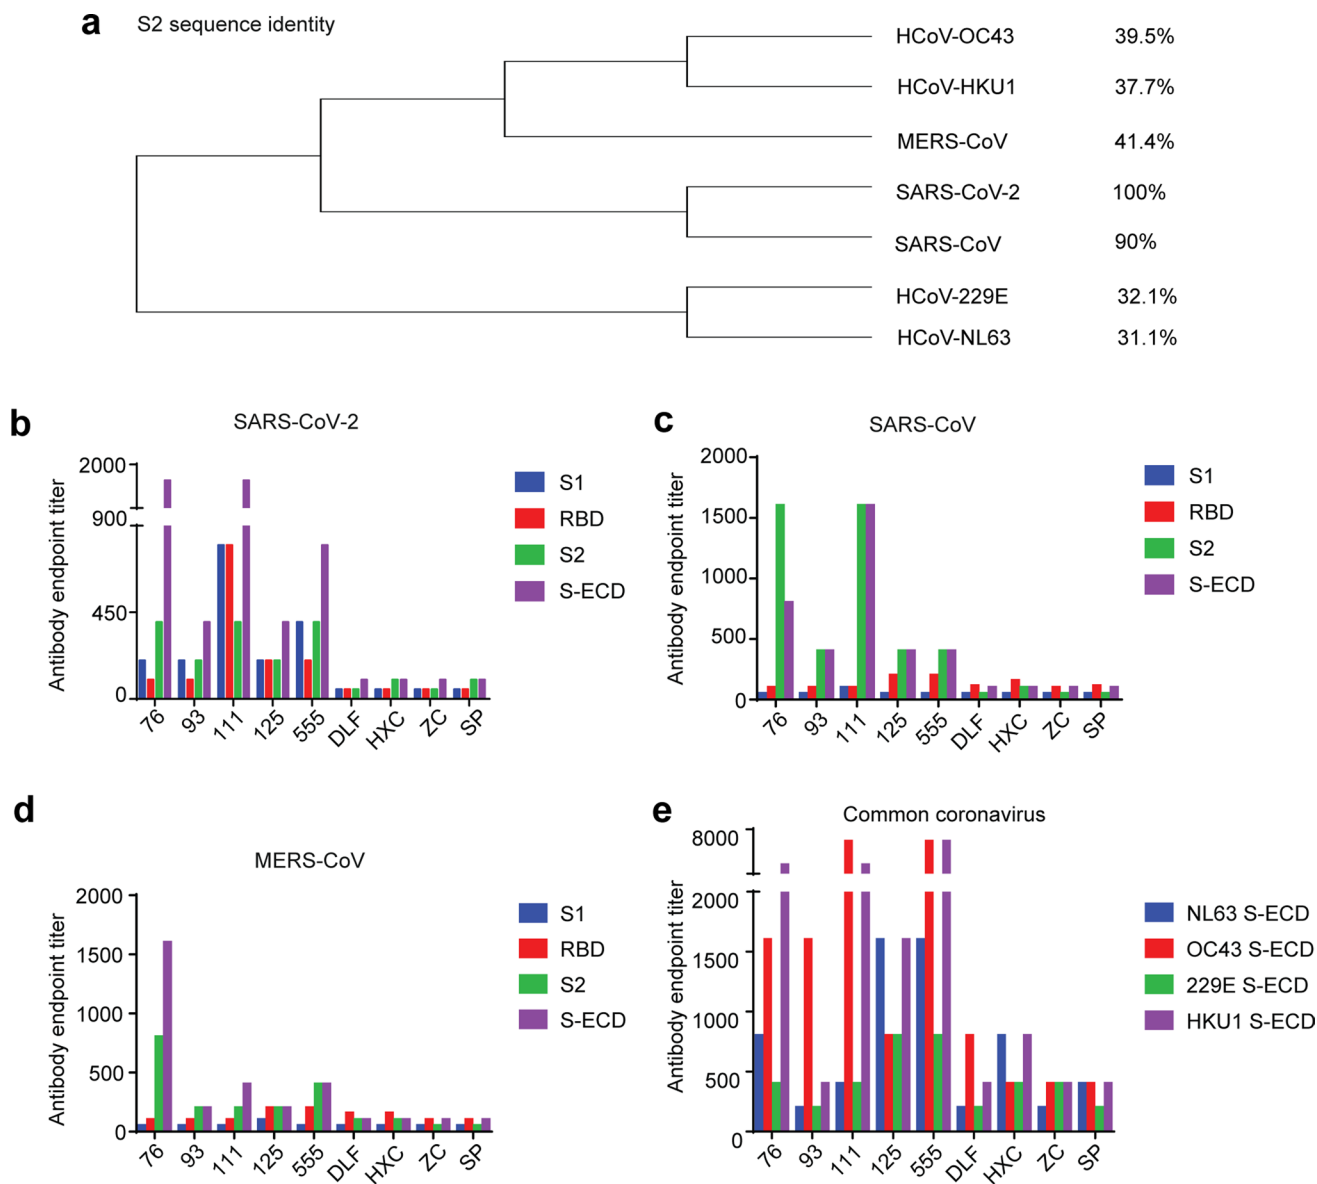 a S2 sequence identity
HCoV-OC43 39.5%
HCoV-HKU1 37.7%
MERS-CoV 41.4%
SARS-CoV-2 100%
SARS-CoV 90%
HCoV-229E 32.1%
HCoV-NL63 31.1%
b SARS-CoV-2
Antibody endpoint titer
2000
900
450
0
76 93 111 125 555 DLF HXC ZC SP
S1
RBD
S2
S-ECD
c SARS-CoV
Antibody endpoint titer
2000
1500
1000
500
0
76 93 111 125 555 DLF HXC ZC SP
S1
RBD
S2
S-ECD
d MERS-CoV
Antibody endpoint titer
2000
1500
1000
500
0
76 93 111 125 555 DLF HXC ZC SP
S1
RBD
S2
S-ECD
e Common coronavirus
Antibody endpoint titer
8000
2000
1500
1000
500
0
76 93 111 125 555 DLF HXC ZC SP
NL63 S-ECD
OC43 S-ECD
229E S-ECD
HKU1 S-ECD